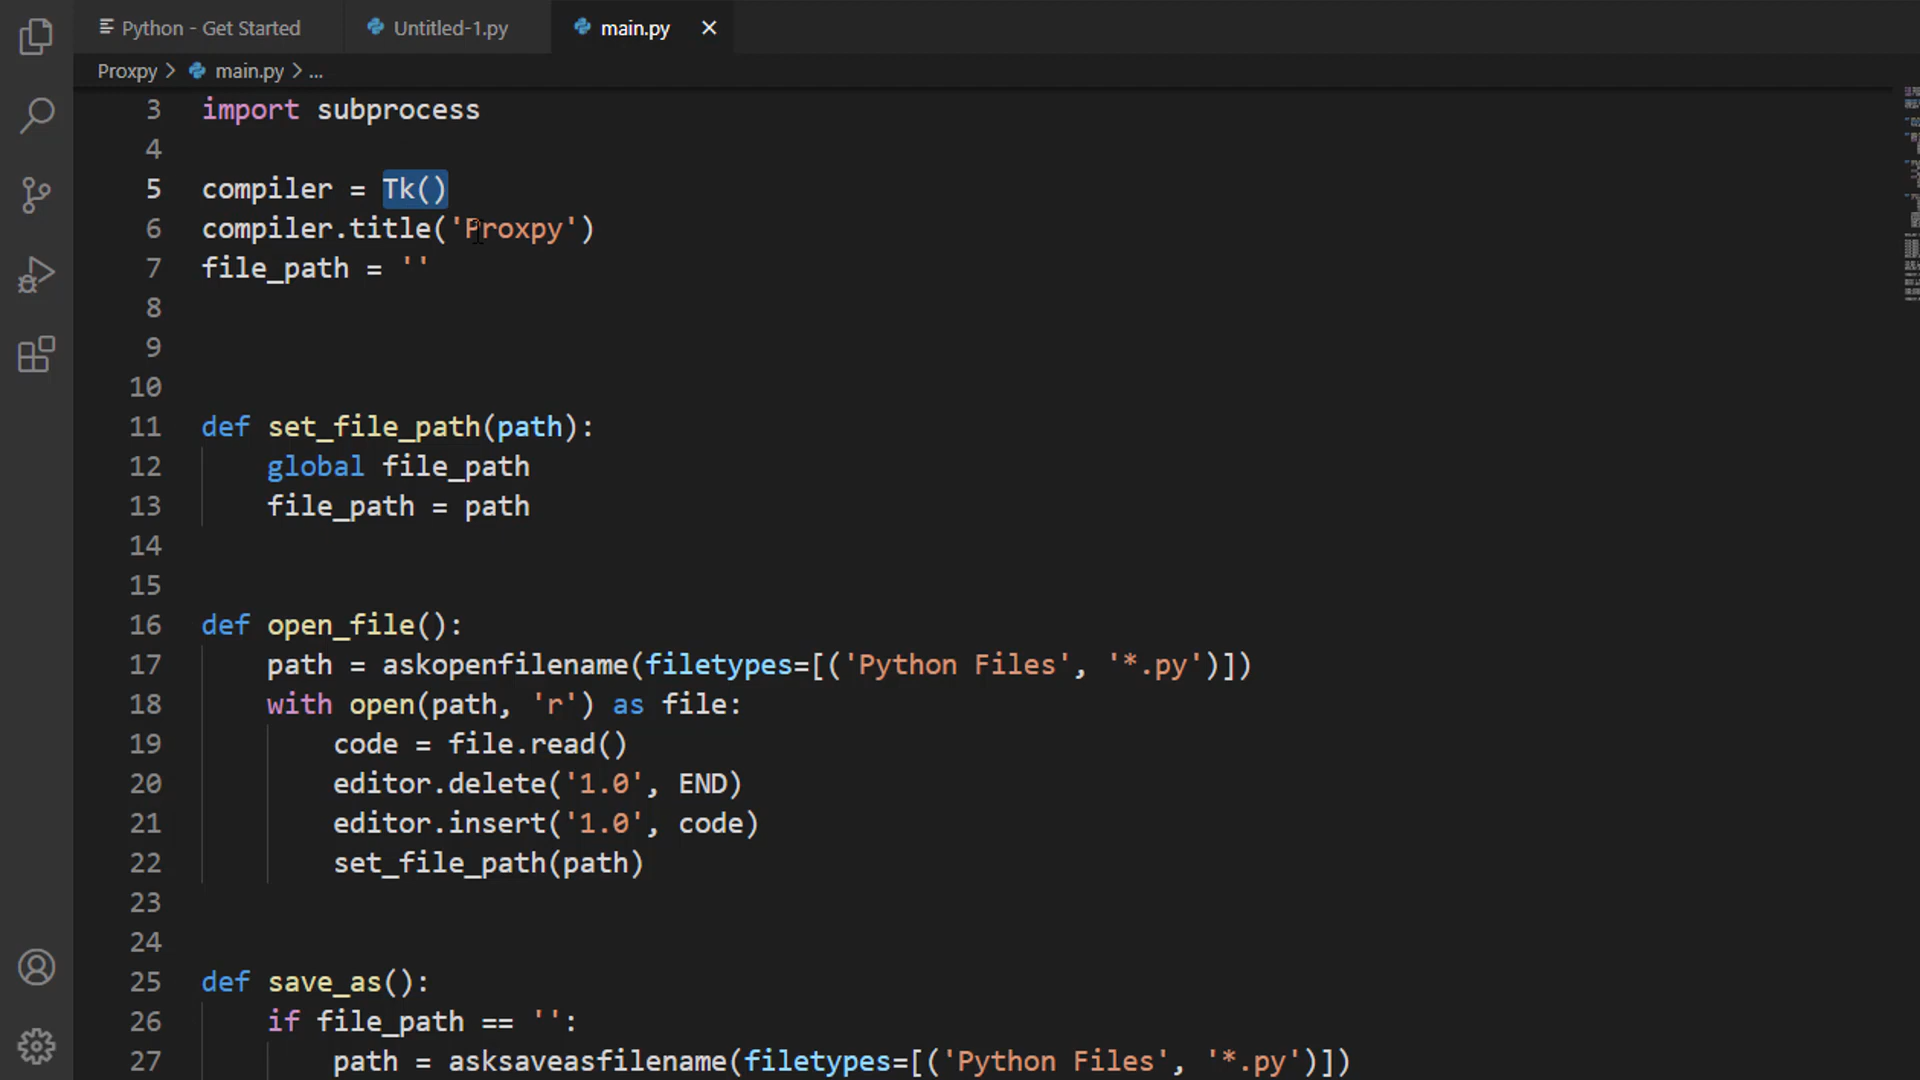 Python - Get Started
Untitled-1.py
main.py
Proxpy > main.py > ...
3 import subprocess
4
5 compiler = Tk()
6 compiler.title('Proxpy')
7 file_path = ''
8
9
10
11 def set_file_path(path):
12     global file_path
13     file_path = path
14
15
16 def open_file():
17     path = askopenfilename(filetypes=[('Python Files', '*.py')])
18     with open(path, 'r') as file:
19         code = file.read()
20         editor.delete('1.0', END)
21         editor.insert('1.0', code)
22         set_file_path(path)
23
24
25 def save_as():
26     if file_path == '':
27         path = asksaveasfilename(filetypes=[('Python Files', '*.py')])